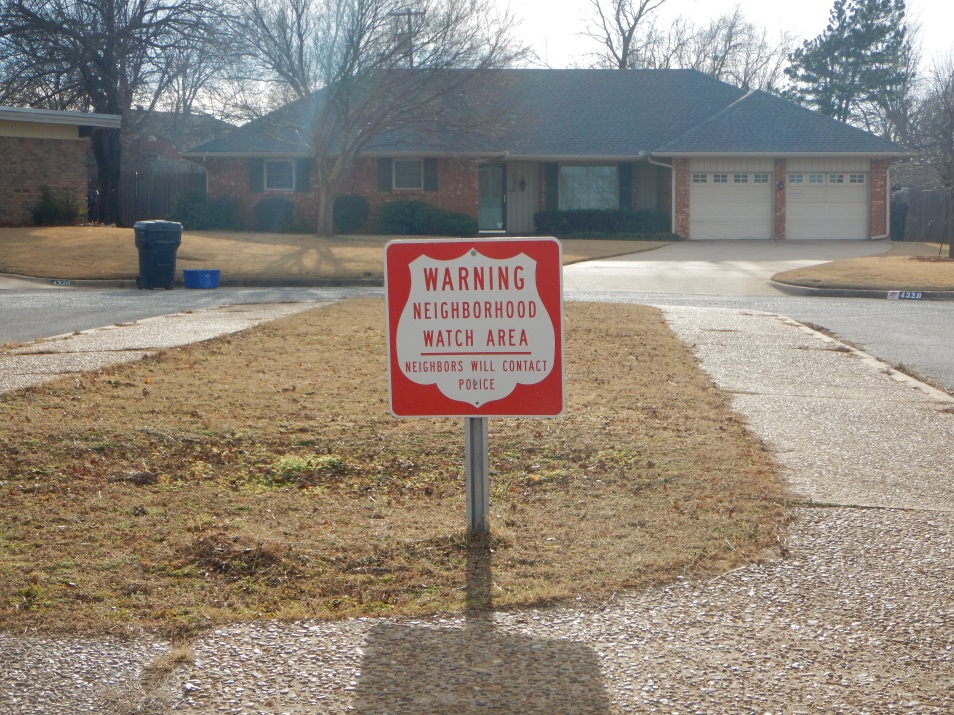 WARNING
NEIGHBORHOOD
WATCH AREA
NEIGHBORS WILL CONTACT
POLICE
4328